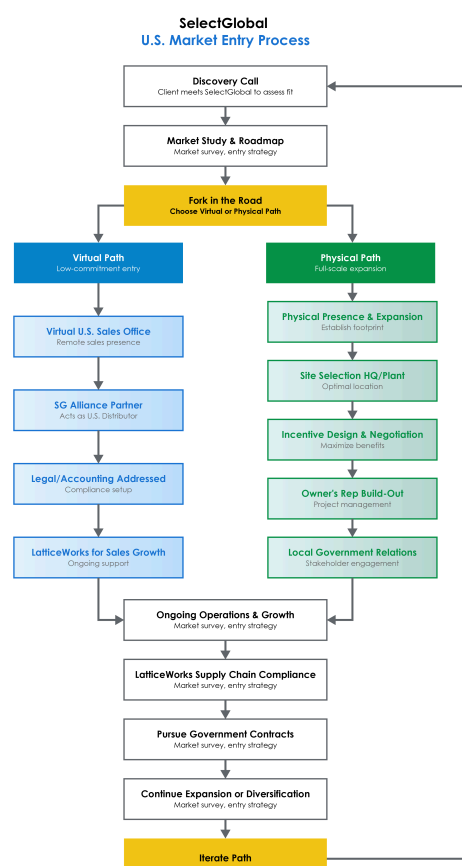 SelectGlobal
U.S. Market Entry Process
Discovery Call
Client meets SelectGlobal to assess fit
Market Study & Roadmap
Market survey, entry strategy
Fork in the Road
Choose Virtual or Physical Path
Virtual Path
Low-commitment entry
Virtual U.S. Sales Office
Remote sales presence
SG Alliance Partner
Acts as U.S. Distributor
Legal/Accounting Addressed
Compliance setup
LatticeWorks for Sales Growth
Ongoing support
Physical Path
Full-scale expansion
Physical Presence & Expansion
Establish footprint
Site Selection HQ/Plant
Optimal location
Incentive Design & Negotiation
Maximize benefits
Owner's Rep Build-Out
Project management
Local Government Relations
Stakeholder engagement
Ongoing Operations & Growth
Market survey, entry strategy
LatticeWorks Supply Chain Compliance
Market survey, entry strategy
Pursue Government Contracts
Market survey, entry strategy
Continue Expansion or Diversification
Market survey, entry strategy
Iterate Path